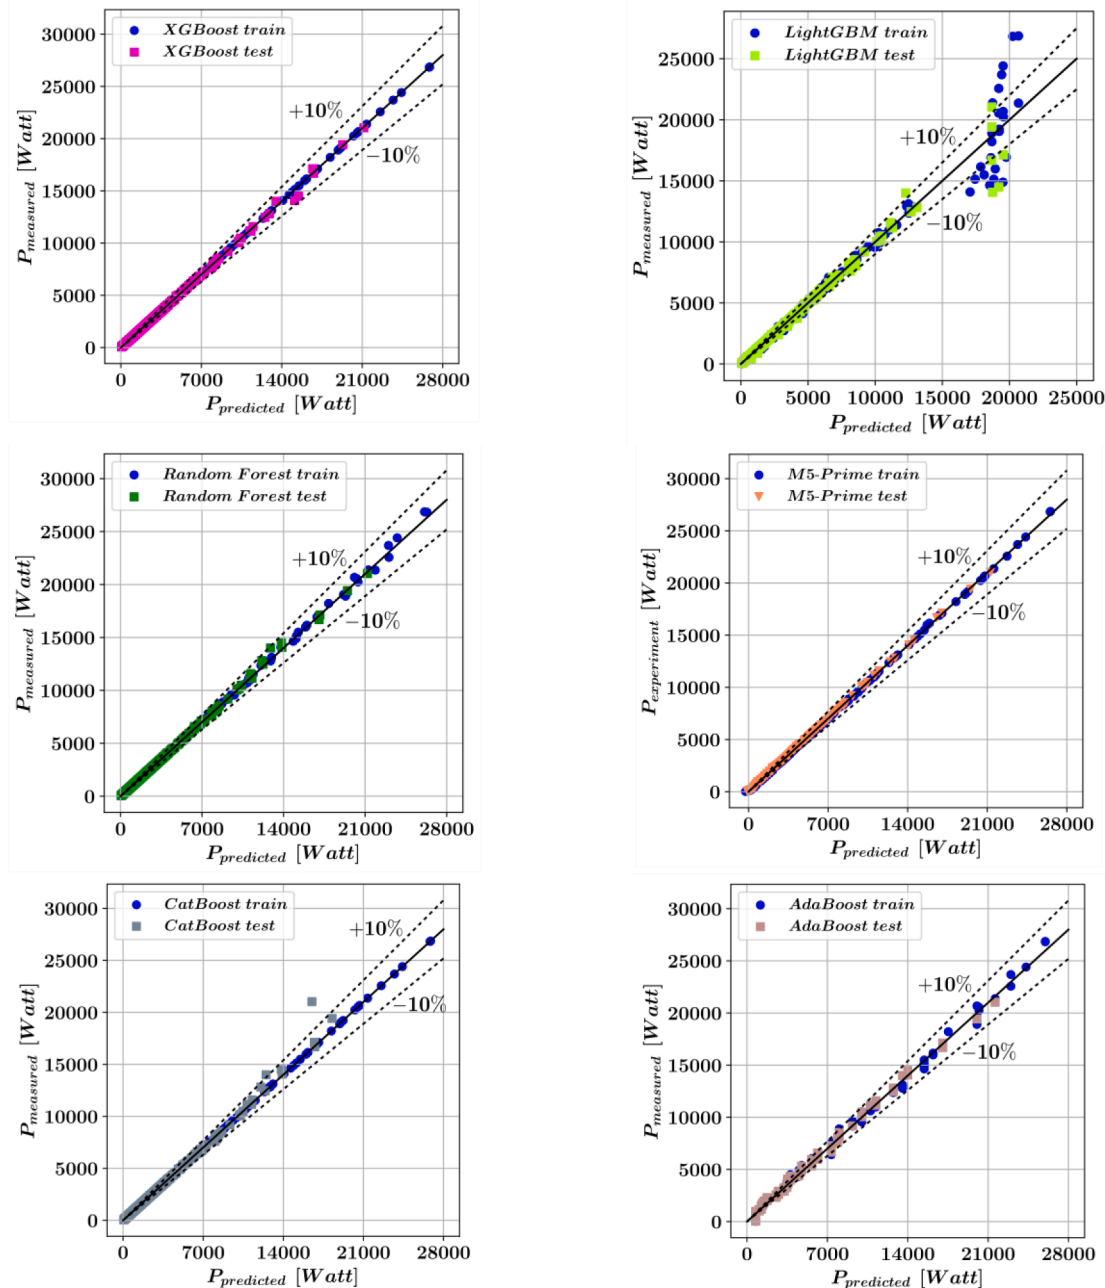 XGBoost train
XGBoost test
30000
25000
20000
15000
10000
5000
0
+10%
−10%
P_measured [Watt]
0 7000 14000 21000 28000
P_predicted [Watt]
LightGBM train
LightGBM test
25000
20000
15000
10000
5000
0
+10%
−10%
P_measured [Watt]
0 5000 10000 15000 20000 25000
P_predicted [Watt]
Random Forest train
Random Forest test
30000
25000
20000
15000
10000
5000
0
+10%
−10%
P_measured [Watt]
0 7000 14000 21000 28000
P_predicted [Watt]
M5-Prime train
M5-Prime test
30000
25000
20000
15000
10000
5000
0
+10%
−10%
P_experiment [Watt]
0 7000 14000 21000 28000
P_predicted [Watt]
CatBoost train
CatBoost test
30000
25000
20000
15000
10000
5000
0
+10%
−10%
P_measured [Watt]
0 7000 14000 21000 28000
P_predicted [Watt]
AdaBoost train
AdaBoost test
30000
25000
20000
15000
10000
5000
0
+10%
−10%
P_measured [Watt]
0 7000 14000 21000 28000
P_predicted [Watt]